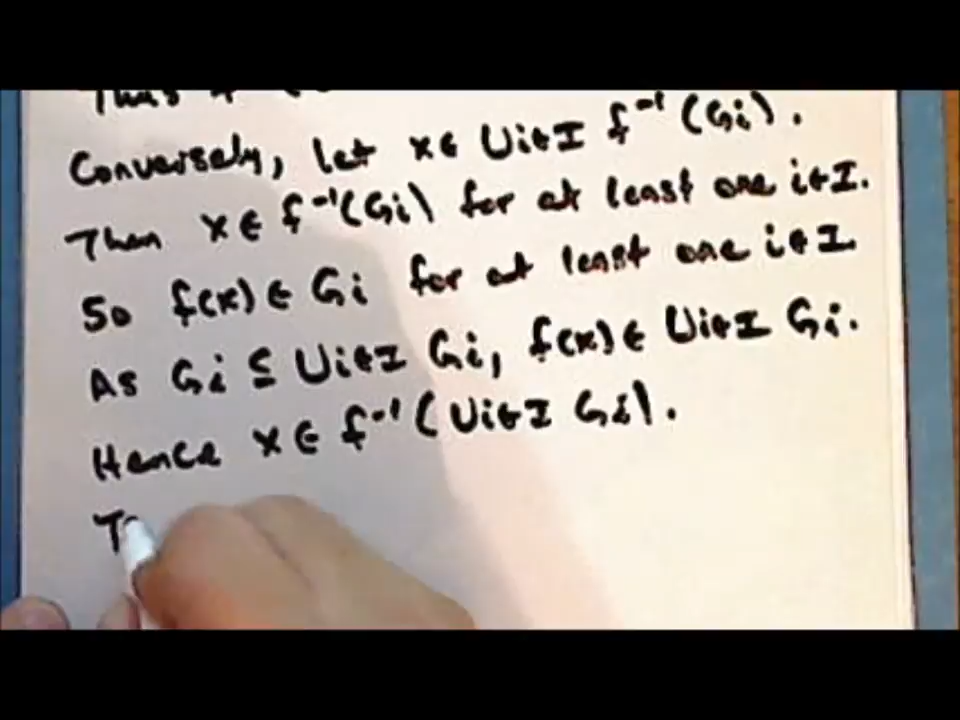 Thus
Conversely, let x ∈ ∪i∈I f⁻¹(Gi).
Then x ∈ f⁻¹(Gi) for at least one i∈I.
So f(x) ∈ Gi for at least one i∈I
As Gi ⊆ ∪i∈I Gi, f(x) ∈ ∪i∈I Gi.
Hence x ∈ f⁻¹(∪i∈I Gi).
T